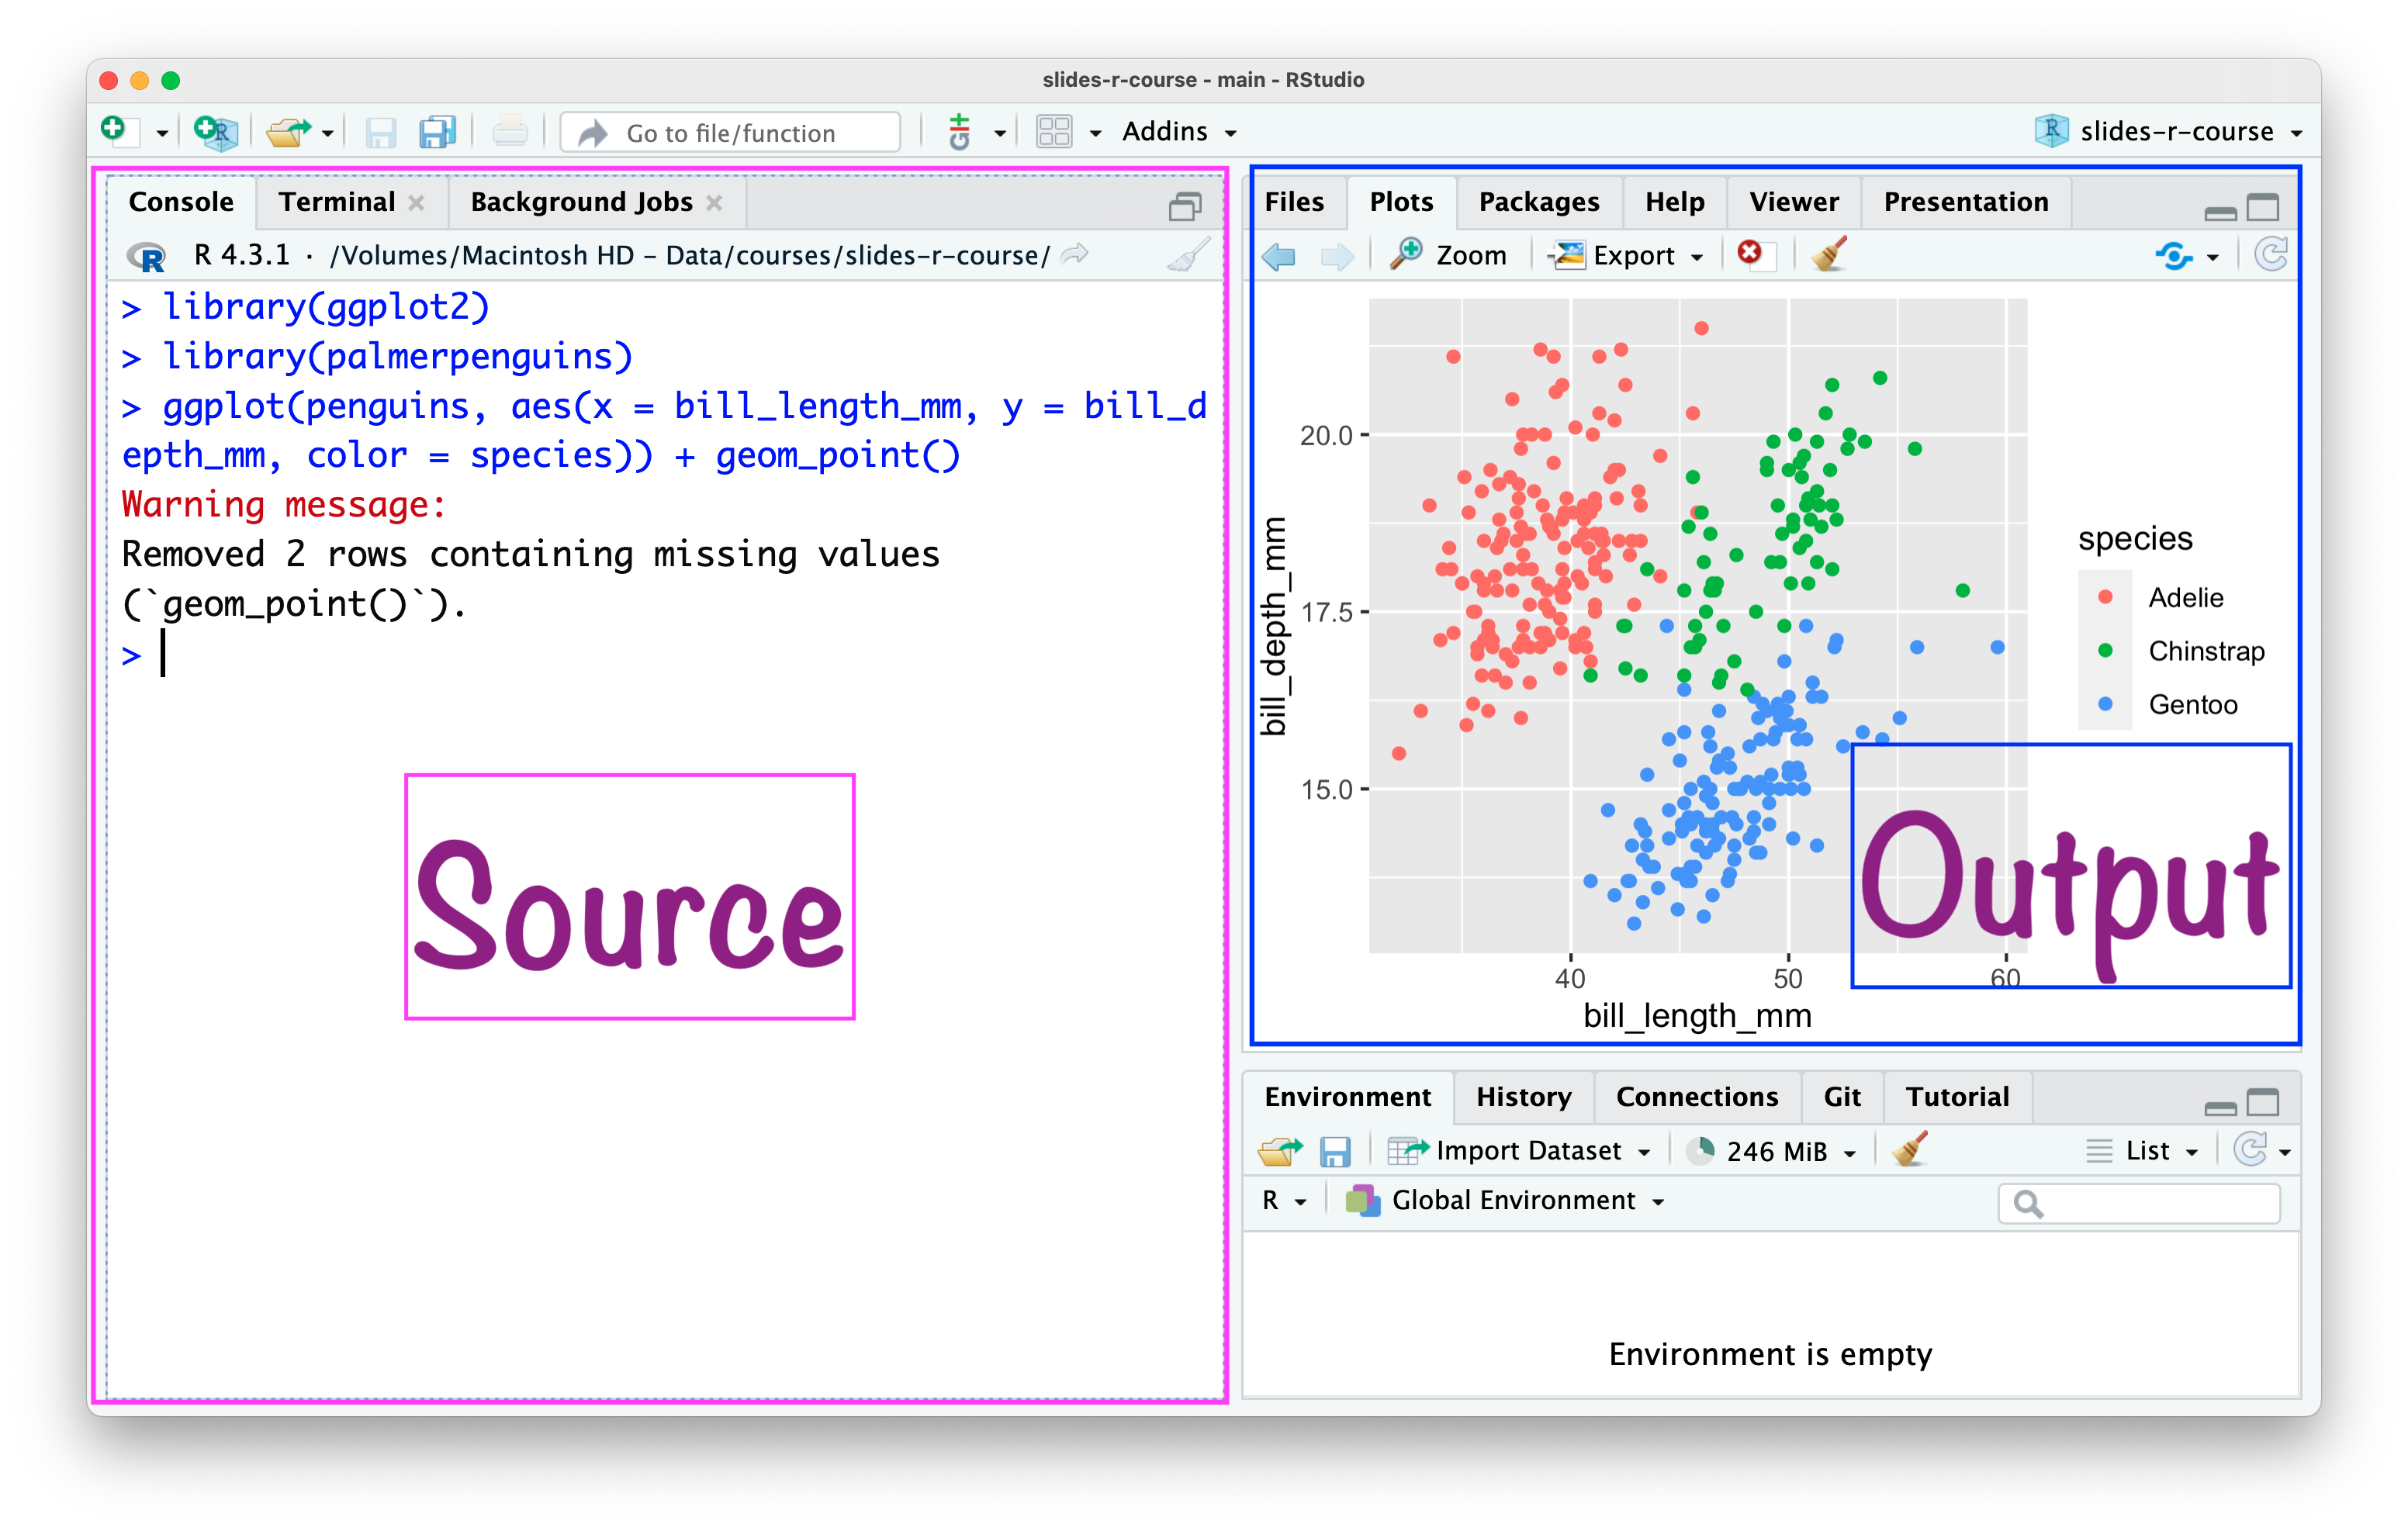 slides-r-course - main - RStudio
Go to file/function
Addins
slides-r-course
Console Terminal Background Jobs
R 4.3.1 · /Volumes/Macintosh HD – Data/courses/slides-r-course/
> library(ggplot2)
> library(palmerpenguins)
> ggplot(penguins, aes(x = bill_length_mm, y = bill_d
epth_mm, color = species)) + geom_point()
Warning message:
Removed 2 rows containing missing values
(`geom_point()`).
>
Source
Files Plots Packages Help Viewer Presentation
Zoom Export
20.0
17.5
15.0
bill_depth_mm
40 50 60
bill_length_mm
species
Adelie
Chinstrap
Gentoo
Output
Environment History Connections Git Tutorial
Import Dataset 246 MiB List
R Global Environment
Environment is empty